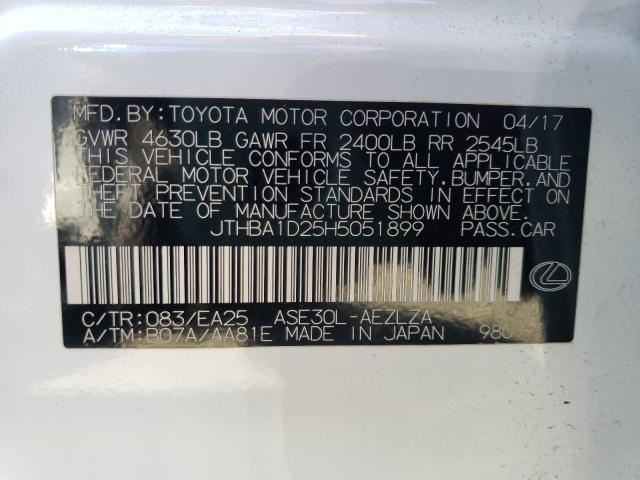 MFD.BY:TOYOTA MOTOR CORPORATION 04/17
GVWR 4630LB GAWR FR 2400LB RR 2545LB
THIS VEHICLE CONFORMS TO ALL APPLICABLE
FEDERAL MOTOR VEHICLE SAFETY,BUMPER,AND
THEFT PREVENTION STANDARDS IN EFFECT ON
THE DATE OF MANUFACTURE SHOWN ABOVE.
JTHBA1D25H5051899 PASS.CAR
C/TR:083/EA25 ASE30L-AEZLZA
A/TM:B07A/AA81E MADE IN JAPAN